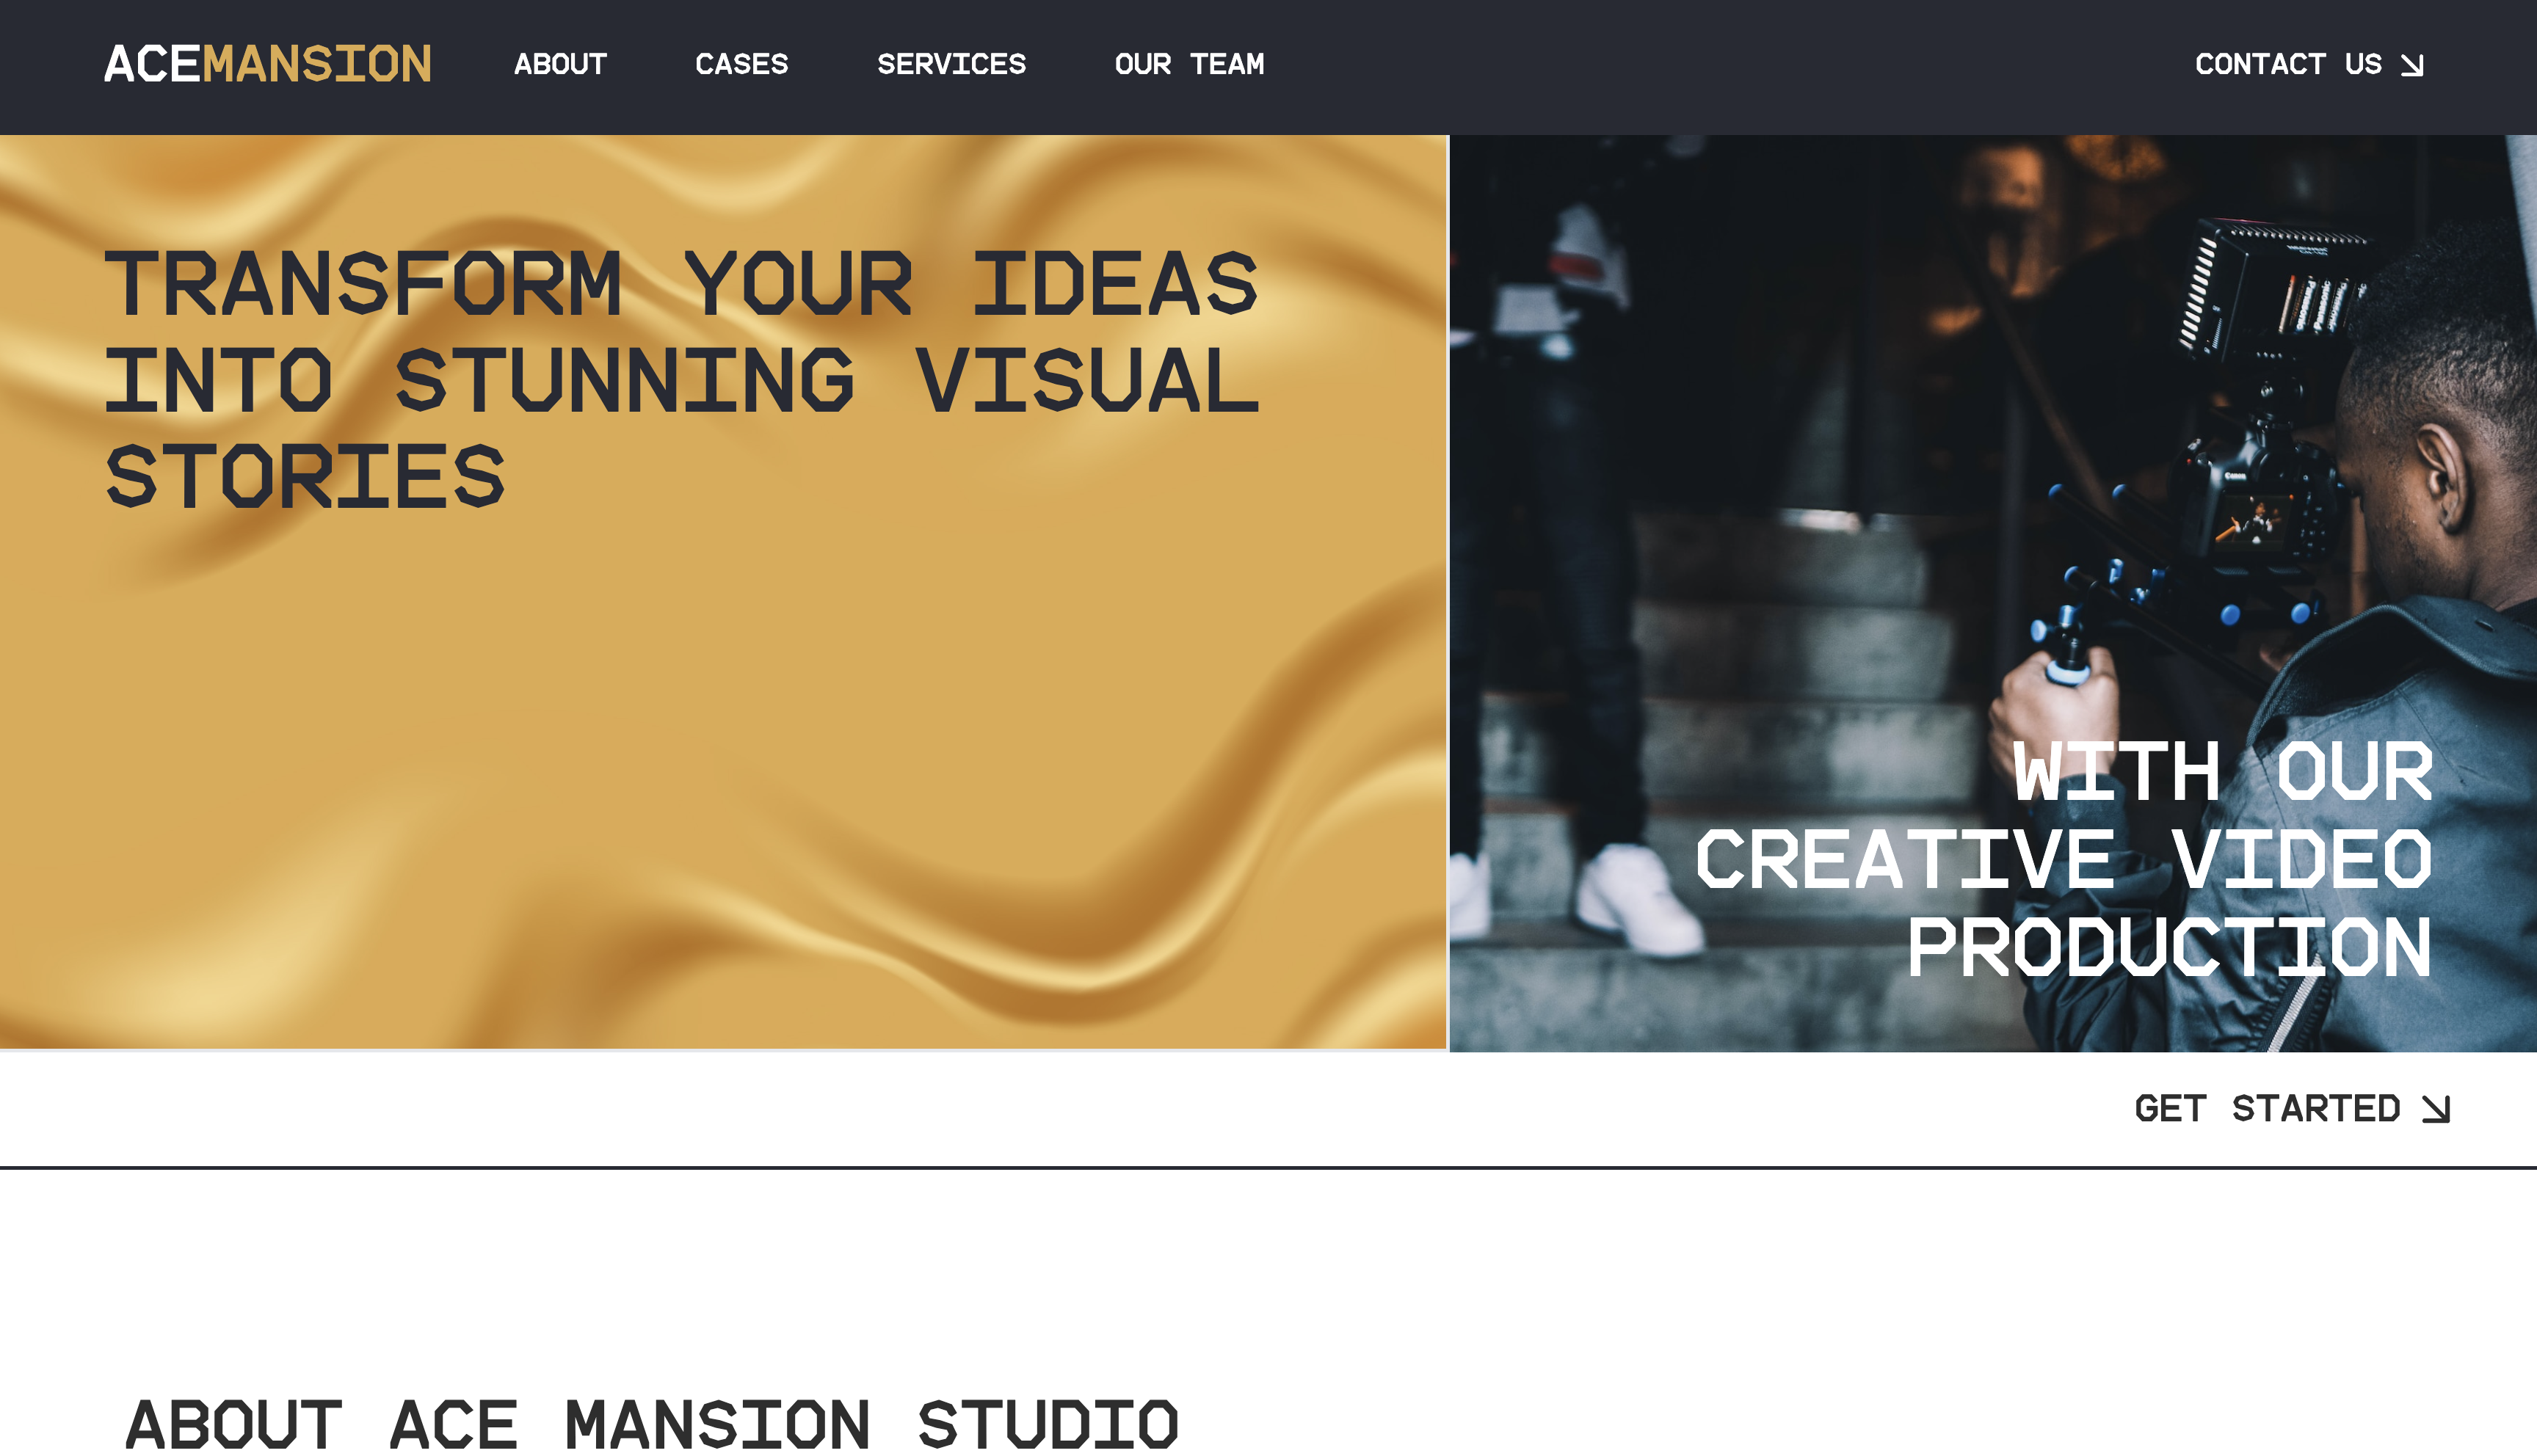 ACEMANSION
ABOUT
CASES
SERVICES
OUR TEAM
CONTACT US
TRANSFORM YOUR IDEAS
INTO STUNNING VISUAL
STORIES
Canon
WITH OUR
CREATIVE VIDEO
PRODUCTION
GET STARTED
ABOUT ACE MANSION STUDIO